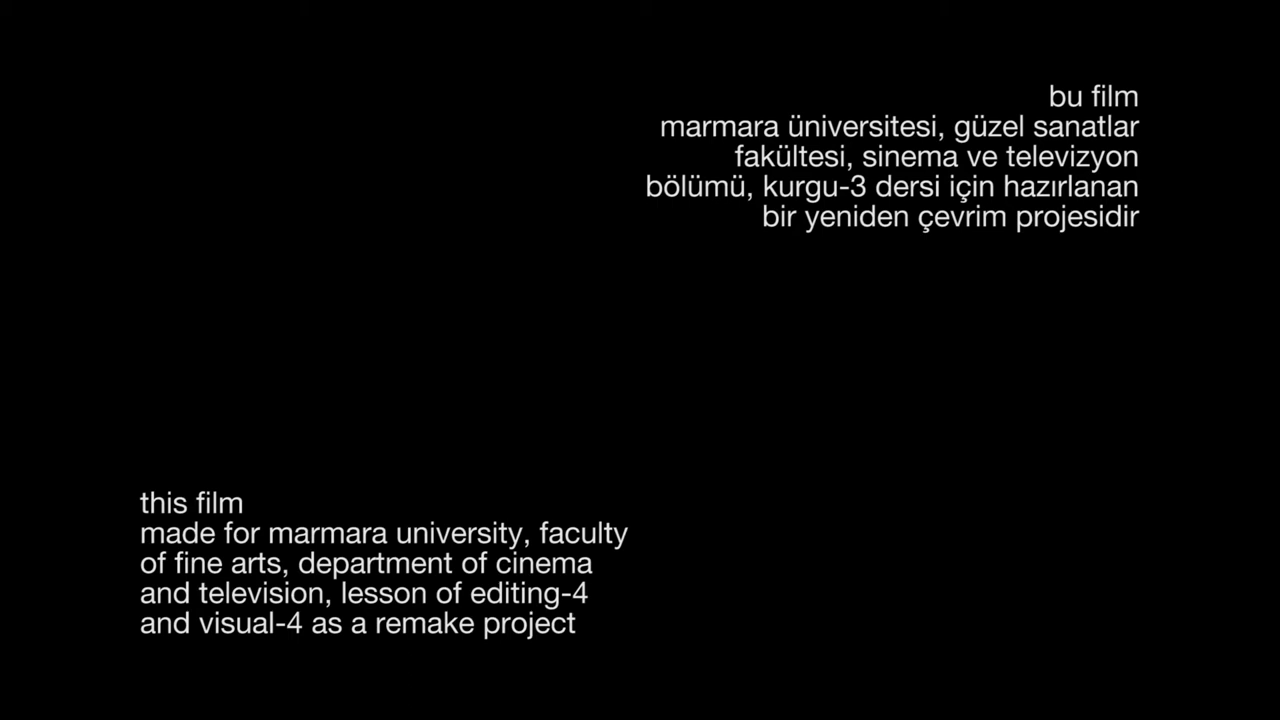 bu film
marmara üniversitesi, güzel sanatlar
fakültesi, sinema ve televizyon
bölümü, kurgu-3 dersi için hazırlanan
bir yeniden çevrim projesidir
this film
made for marmara university, faculty
of fine arts, department of cinema
and television, lesson of editing-4
and visual-4 as a remake project